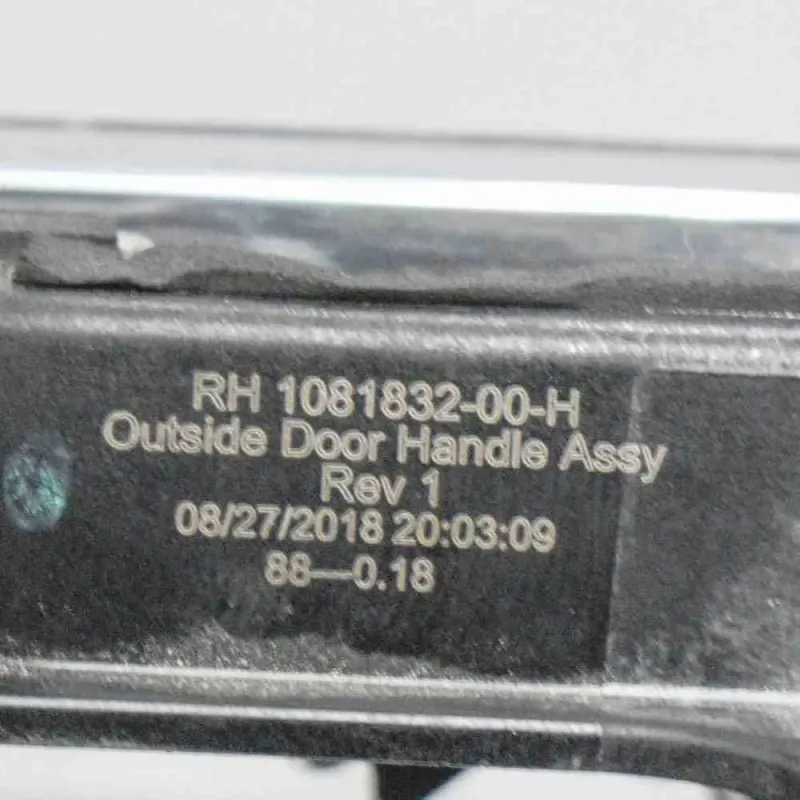 RH 1081832-00-H
Outside Door Handle Assy
Rev 1
08/27/2018 20:03:09
88—0.18